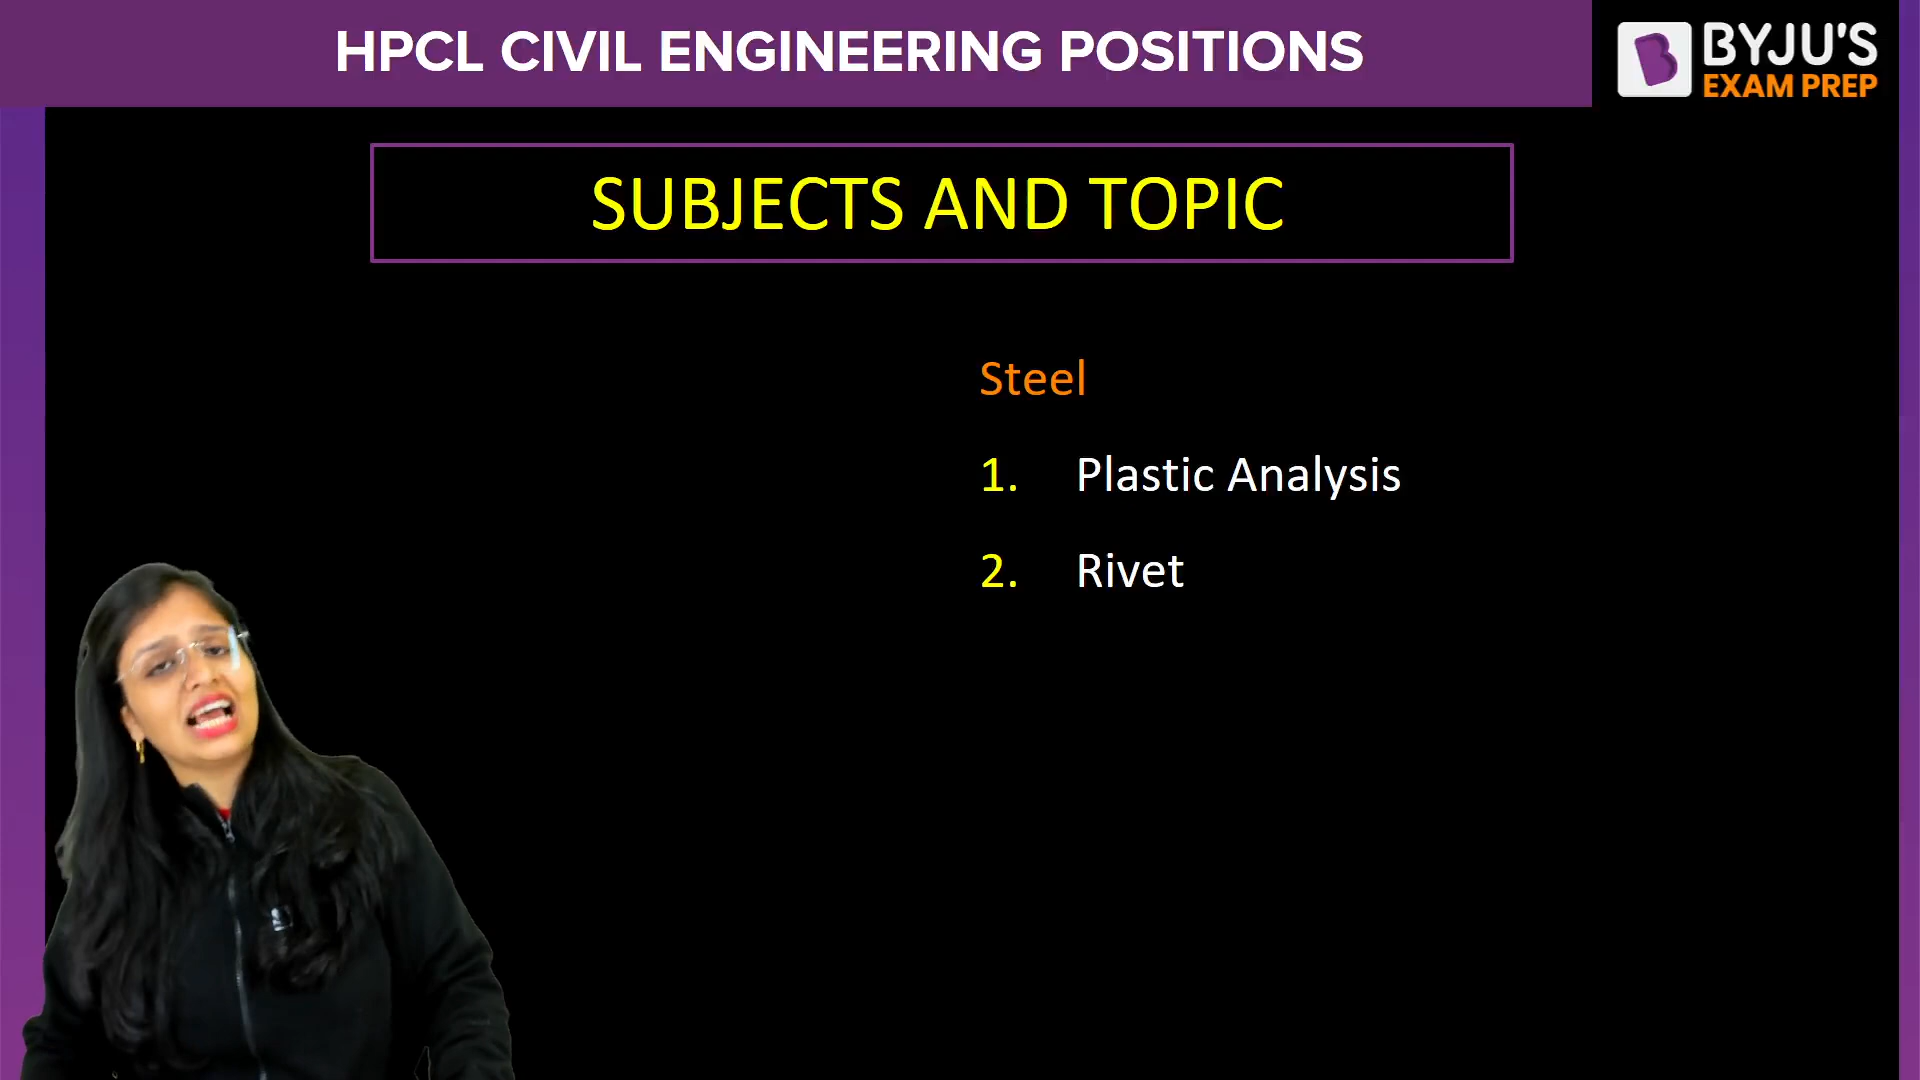 HPCL CIVIL ENGINEERING POSITIONS
BYJU'S
EXAM PREP
SUBJECTS AND TOPIC
Steel
1. Plastic Analysis
2. Rivet